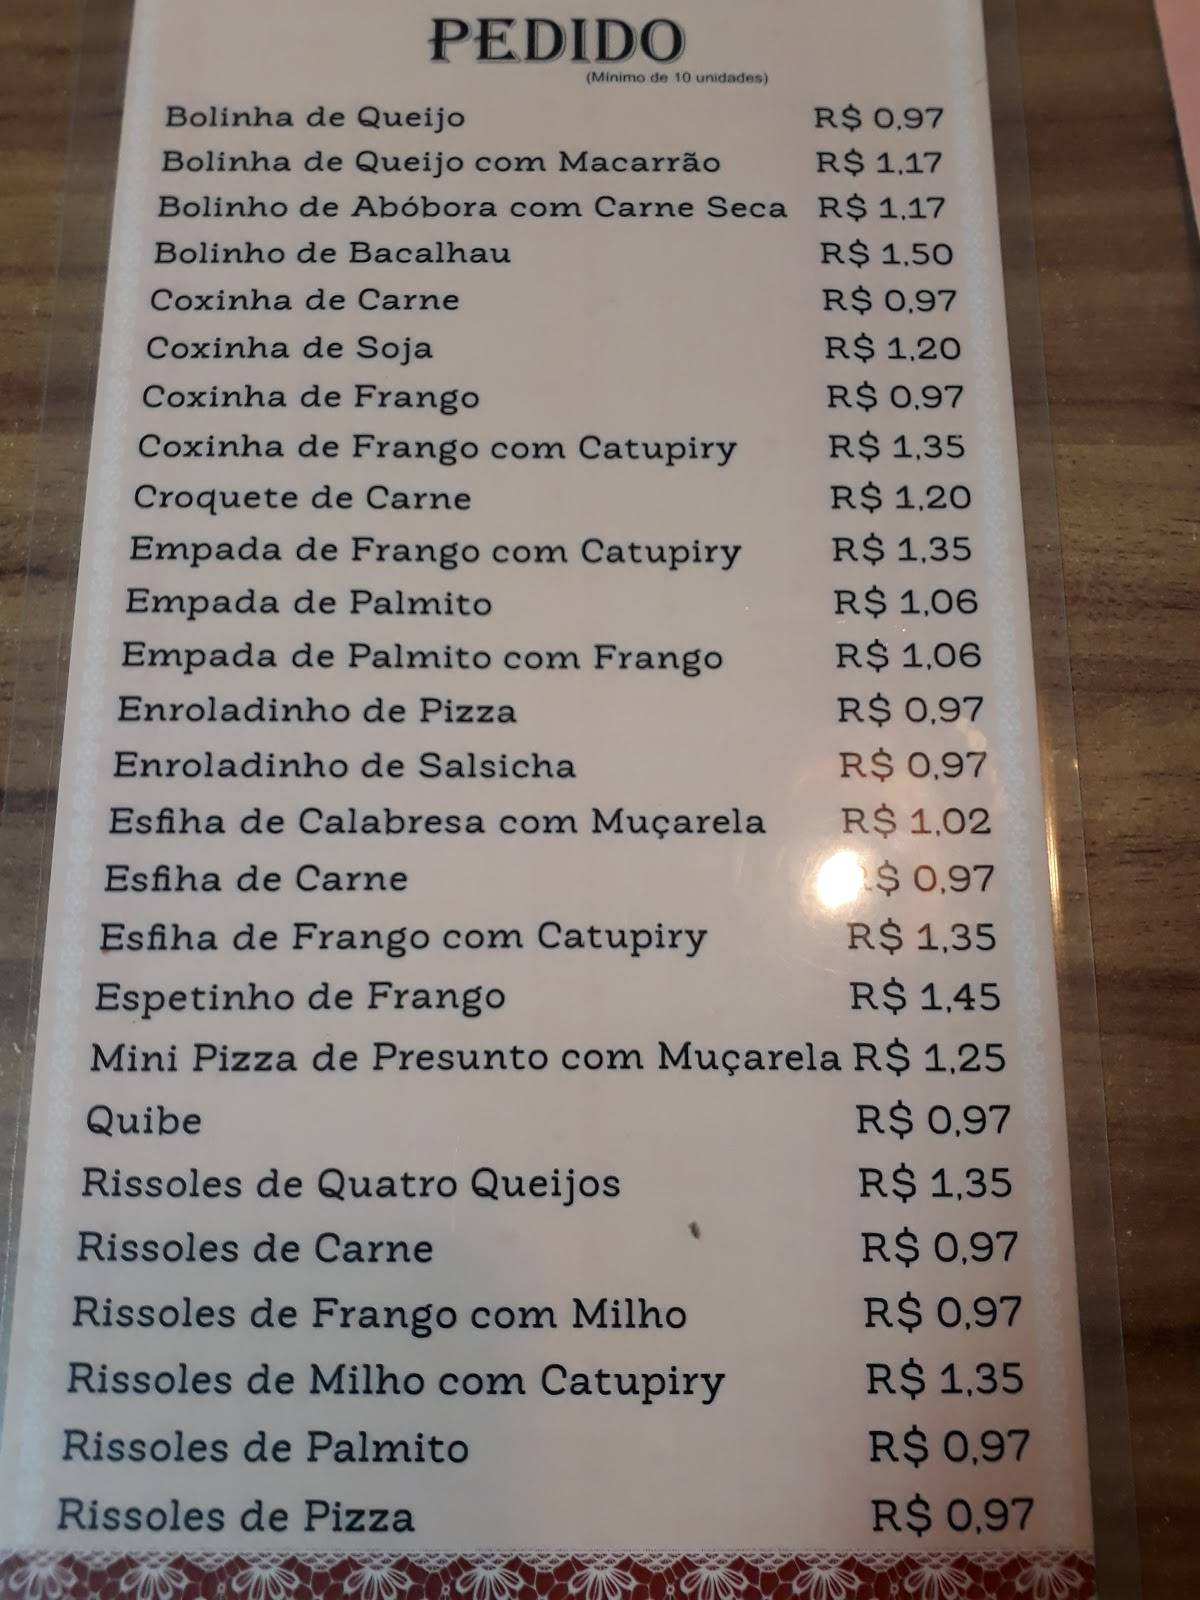 PEDIDO
(Mínimo de 10 unidades)
Bolinha de Queijo R$ 0,97
Bolinha de Queijo com Macarrão R$ 1,17
Bolinho de Abóbora com Carne Seca R$ 1,17
Bolinho de Bacalhau R$ 1,50
Coxinha de Carne R$ 0,97
Coxinha de Soja R$ 1,20
Coxinha de Frango R$ 0,97
Coxinha de Frango com Catupiry R$ 1,35
Croquete de Carne R$ 1,20
Empada de Frango com Catupiry R$ 1,35
Empada de Palmito R$ 1,06
Empada de Palmito com Frango R$ 1,06
Enroladinho de Pizza R$ 0,97
Enroladinho de Salsicha R$ 0,97
Esfiha de Calabresa com Muçarela R$ 1,02
Esfiha de Carne R$ 0,97
Esfiha de Frango com Catupiry R$ 1,35
Espetinho de Frango R$ 1,45
Mini Pizza de Presunto com Muçarela R$ 1,25
Quibe R$ 0,97
Rissoles de Quatro Queijos R$ 1,35
Rissoles de Carne R$ 0,97
Rissoles de Frango com Milho R$ 0,97
Rissoles de Milho com Catupiry R$ 1,35
Rissoles de Palmito R$ 0,97
Rissoles de Pizza R$ 0,97